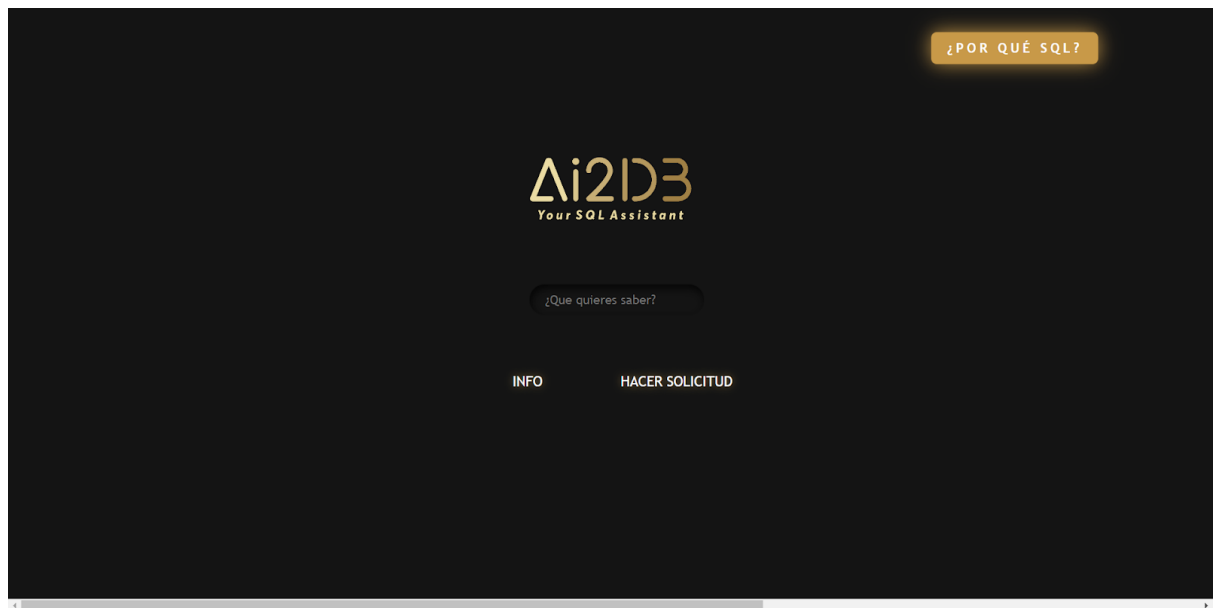 ¿POR QUÉ SQL?
Ai2DB
Your SQL Assistant
¿Que quieres saber?
INFO
HACER SOLICITUD